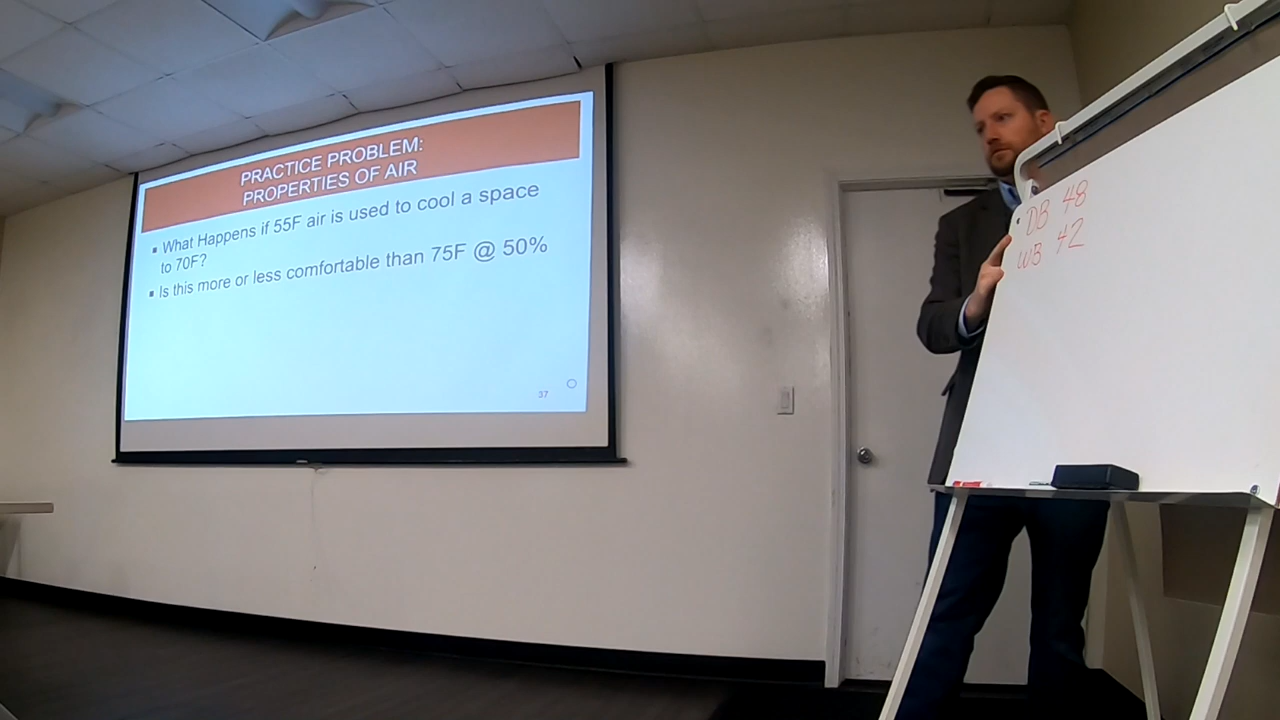 PRACTICE PROBLEM:
PROPERTIES OF AIR
▪ What Happens if 55F air is used to cool a space
to 70F?
▪ Is this more or less comfortable than 75F @ 50%
37
• DB 48
WB 42